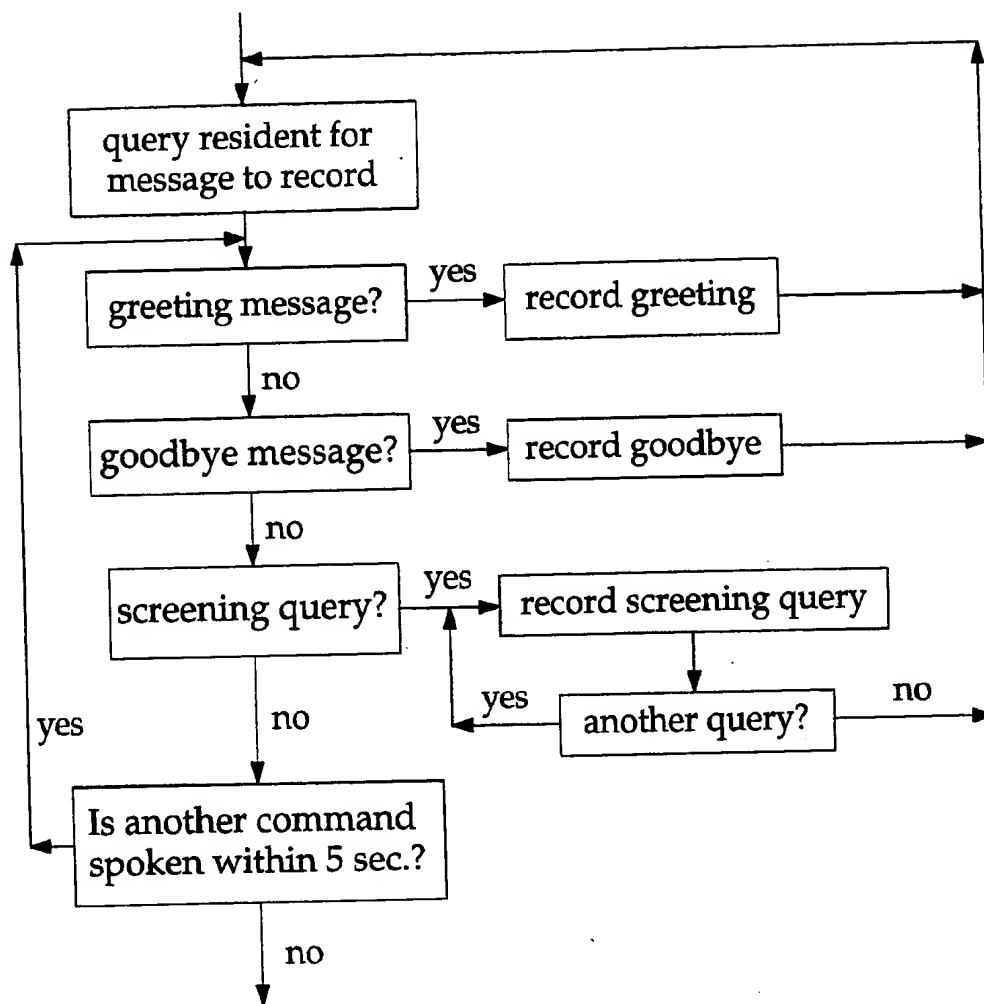 query resident for
message to record
greeting message?
yes
record greeting
no
goodbye message?
yes
record goodbye
no
screening query?
yes
record screening query
yes
another query?
no
no
yes
Is another command
spoken within 5 sec.?
no